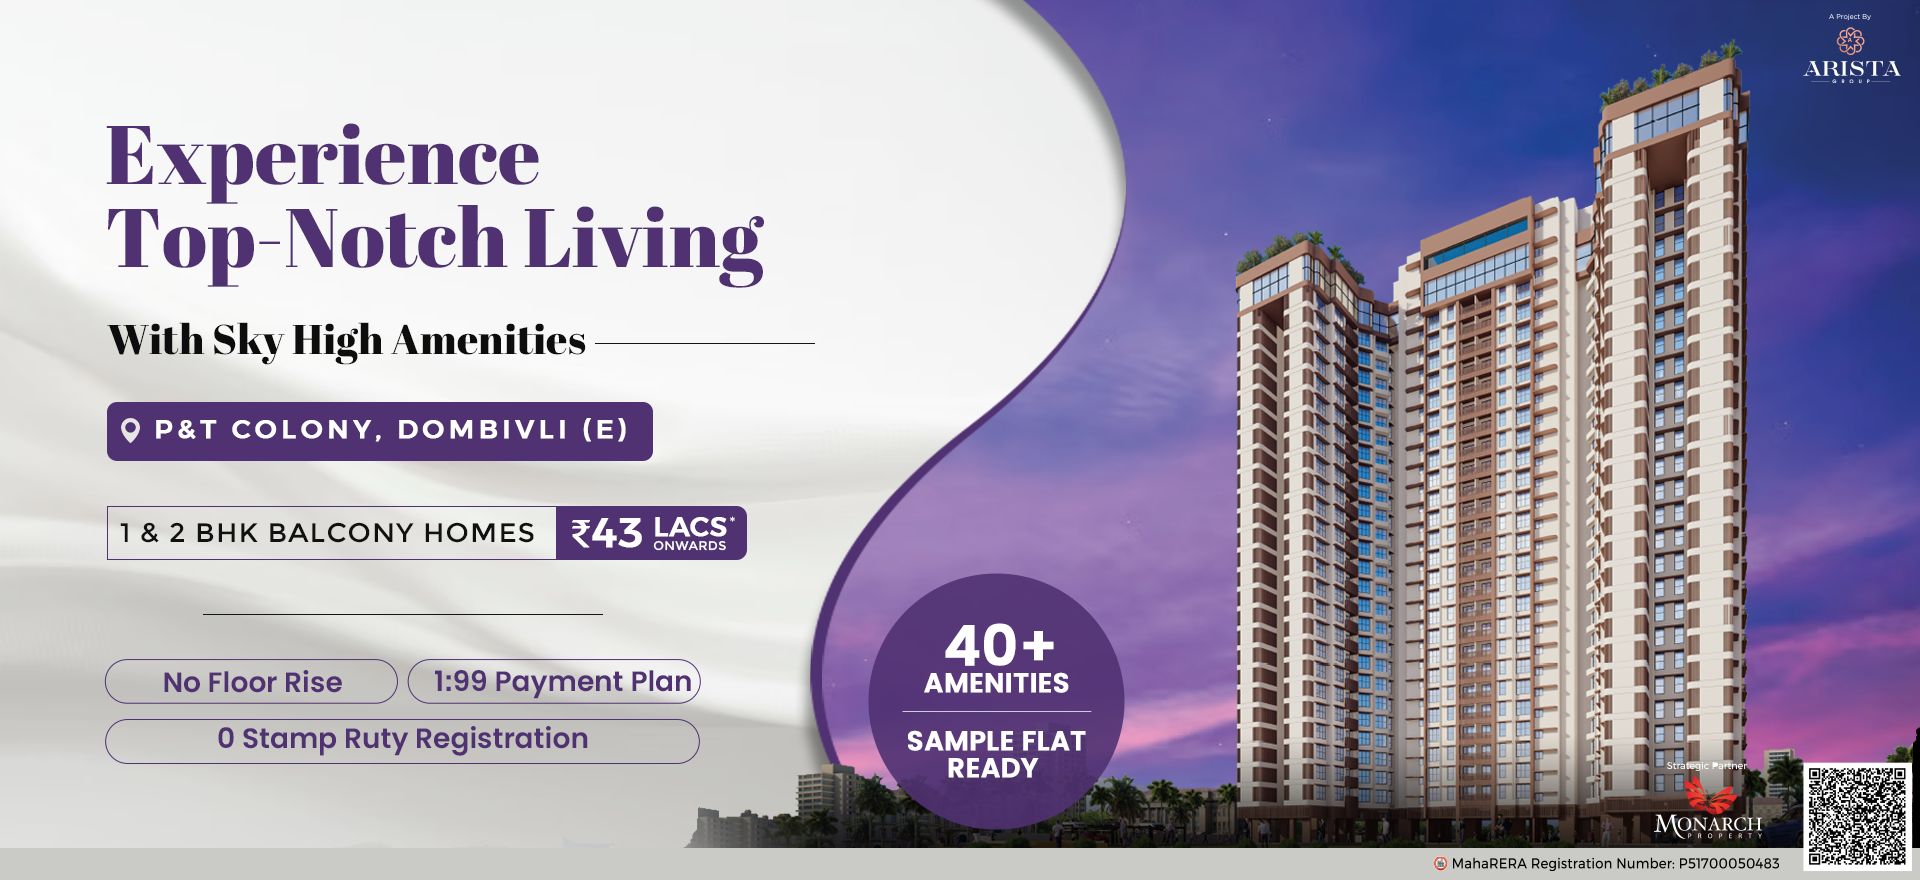 A Project By
ARISTA
GROUP
Experience
Top-Notch Living
With Sky High Amenities
P&T COLONY, DOMBIVLI (E)
1 & 2 BHK BALCONY HOMES
₹43 LACS*
ONWARDS
No Floor Rise
1:99 Payment Plan
0 Stamp Ruty Registration
40+
AMENITIES
SAMPLE FLAT
READY
Strategic Partner
MONARCH
PROPERTY
MahaRERA Registration Number: P51700050483